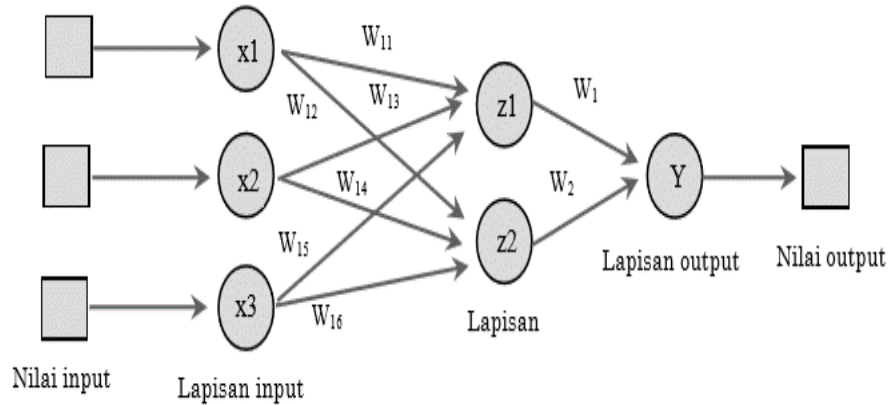 x1
W11
W12
W13
z1
W1
x2
W14
W2
Y
W15
z2
x3
W16
Nilai input
Lapisan input
Lapisan
Lapisan output
Nilai output